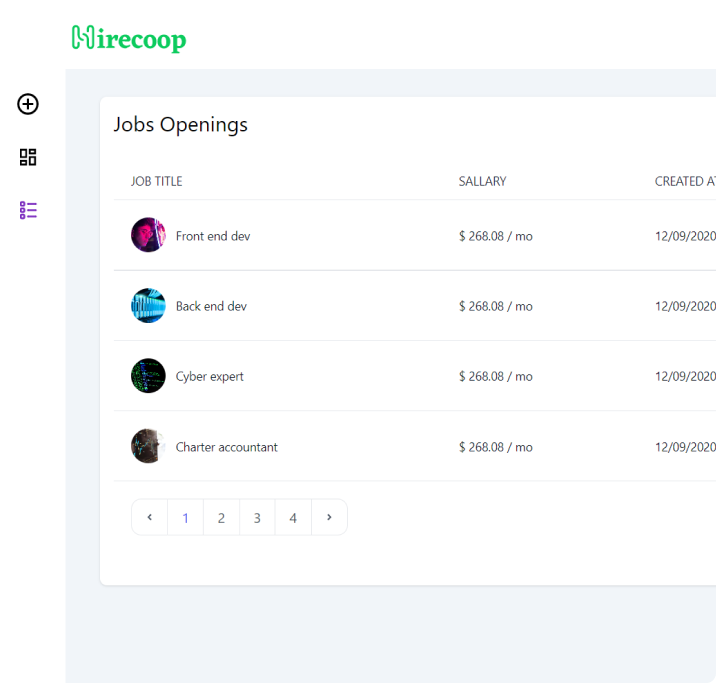 Hirecoop
Jobs Openings
JOB TITLE SALLARY CREATED AT
Front end dev $ 268.08 / mo 12/09/2020
Back end dev $ 268.08 / mo 12/09/2020
Cyber expert $ 268.08 / mo 12/09/2020
Charter accountant $ 268.08 / mo 12/09/2020
‹ 1 2 3 4 ›